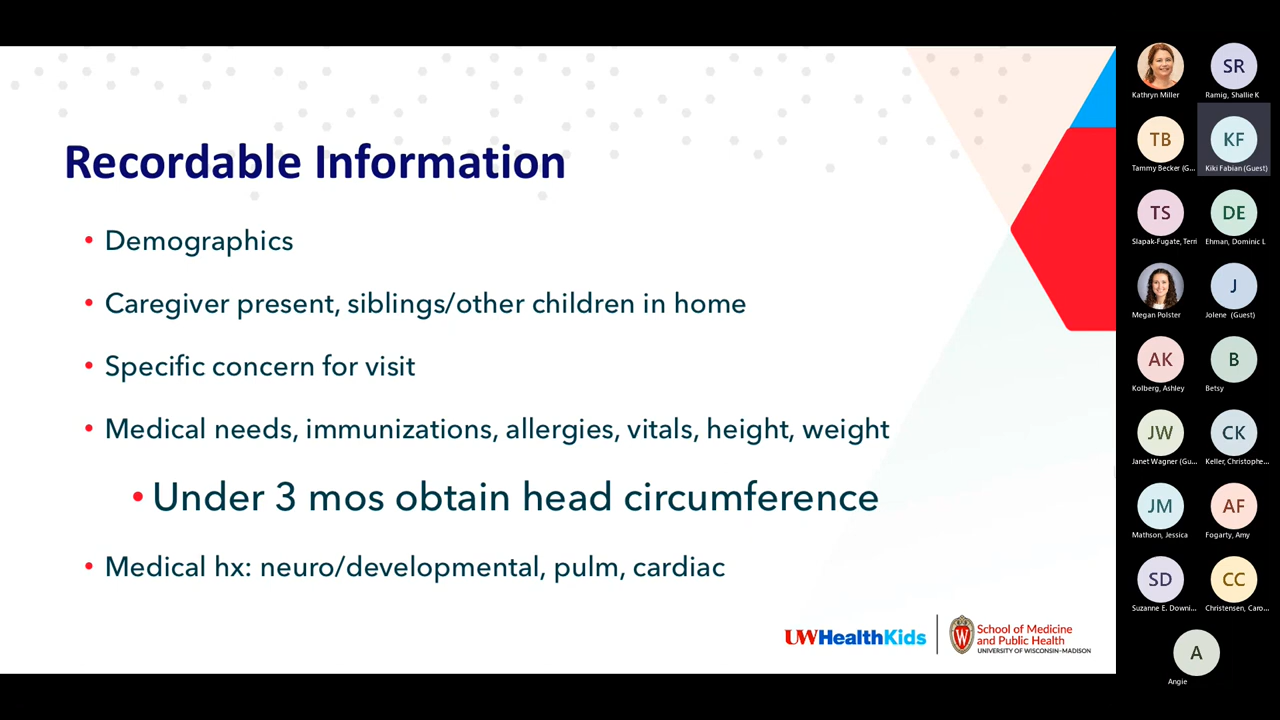 Recordable Information
• Demographics
• Caregiver present, siblings/other children in home
• Specific concern for visit
• Medical needs, immunizations, allergies, vitals, height, weight
• Under 3 mos obtain head circumference
• Medical hx: neuro/developmental, pulm, cardiac
UWHealthKids
W
School of Medicine
and Public Health
UNIVERSITY OF WISCONSIN-MADISON
Kathryn Miller
SR
Ramig, Shallie K
TB
Tammy Becker (G...
KF
Kiki Fabian (Guest)
TS
Slapak-Fugate, Terri
DE
Ehman, Dominic L
Megan Polster
J
Jolene (Guest)
AK
Kolberg, Ashley
B
Betsy
JW
Janet Wagner (Gu...
CK
Keller, Christophe...
JM
Mathson, Jessica
AF
Fogarty, Amy
SD
Suzanne E. Downi...
CC
Christensen, Caro...
A
Angie